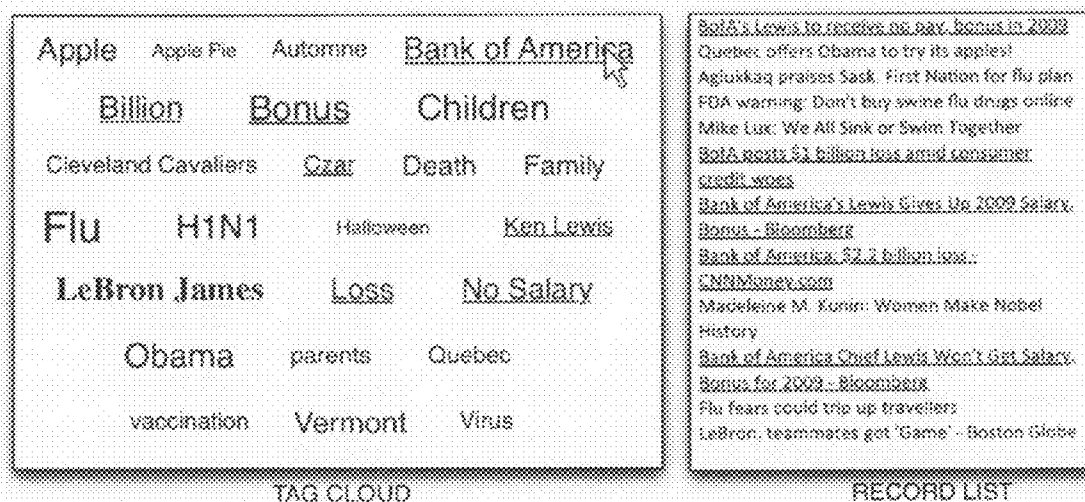 Apple Apple Pie Automne Bank of America
Billion Bonus Children
Cleveland Cavaliers Czar Death Family
Flu H1N1 Halloween Ken Lewis
LeBron James Loss No Salary
Obama parents Quebec
vaccination Vermont Virus
TAG CLOUD
BofA's Lewis to receive no pay, bonus in 2009
Quebec offers Obama to try its apples!
Aglukkaq praises Sask. First Nation for flu plan
FDA warning: Don't buy swine flu drugs online
Mike Lux: We All Sink or Swim Together
BofA posts $1 billion loss amid consumer
credit woes
Bank of America's Lewis Gives Up 2009 Salary,
Bonus - Bloomberg
Bank of America: $2.2 billion loss -
CNNMoney.com
Madeleine M. Kunin: Women Make Nobel
History
Bank of America Chief Lewis Won't Get Salary,
Bonus for 2009 - Bloomberg
Flu fears could trip up travellers
LeBron, teammates got 'Game' - Boston Globe
RECORD LIST